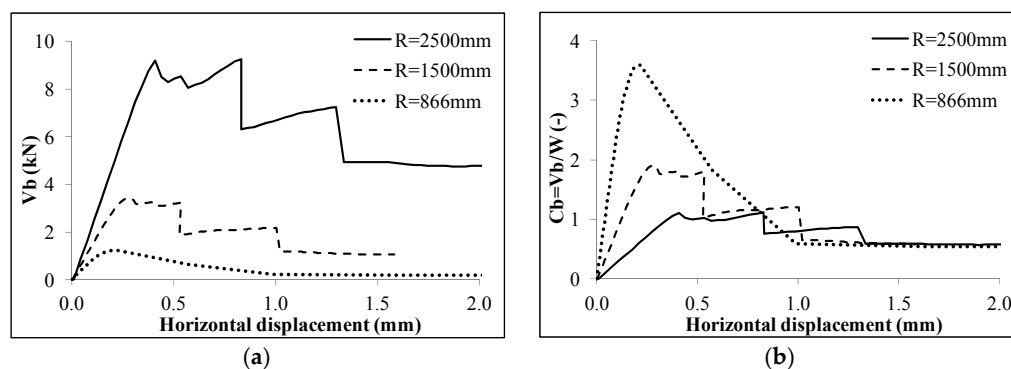 10
8
6
4
2
0
Vb (kN)
R=2500mm
R=1500mm
R=866mm
0.0 0.5 1.0 1.5 2.0
Horizontal displacement (mm)
(a)
4
3
2
1
0
Cb=Vb/W (-)
R=2500mm
R=1500mm
R=866mm
0.0 0.5 1.0 1.5 2.0
Horizontal displacement (mm)
(b)